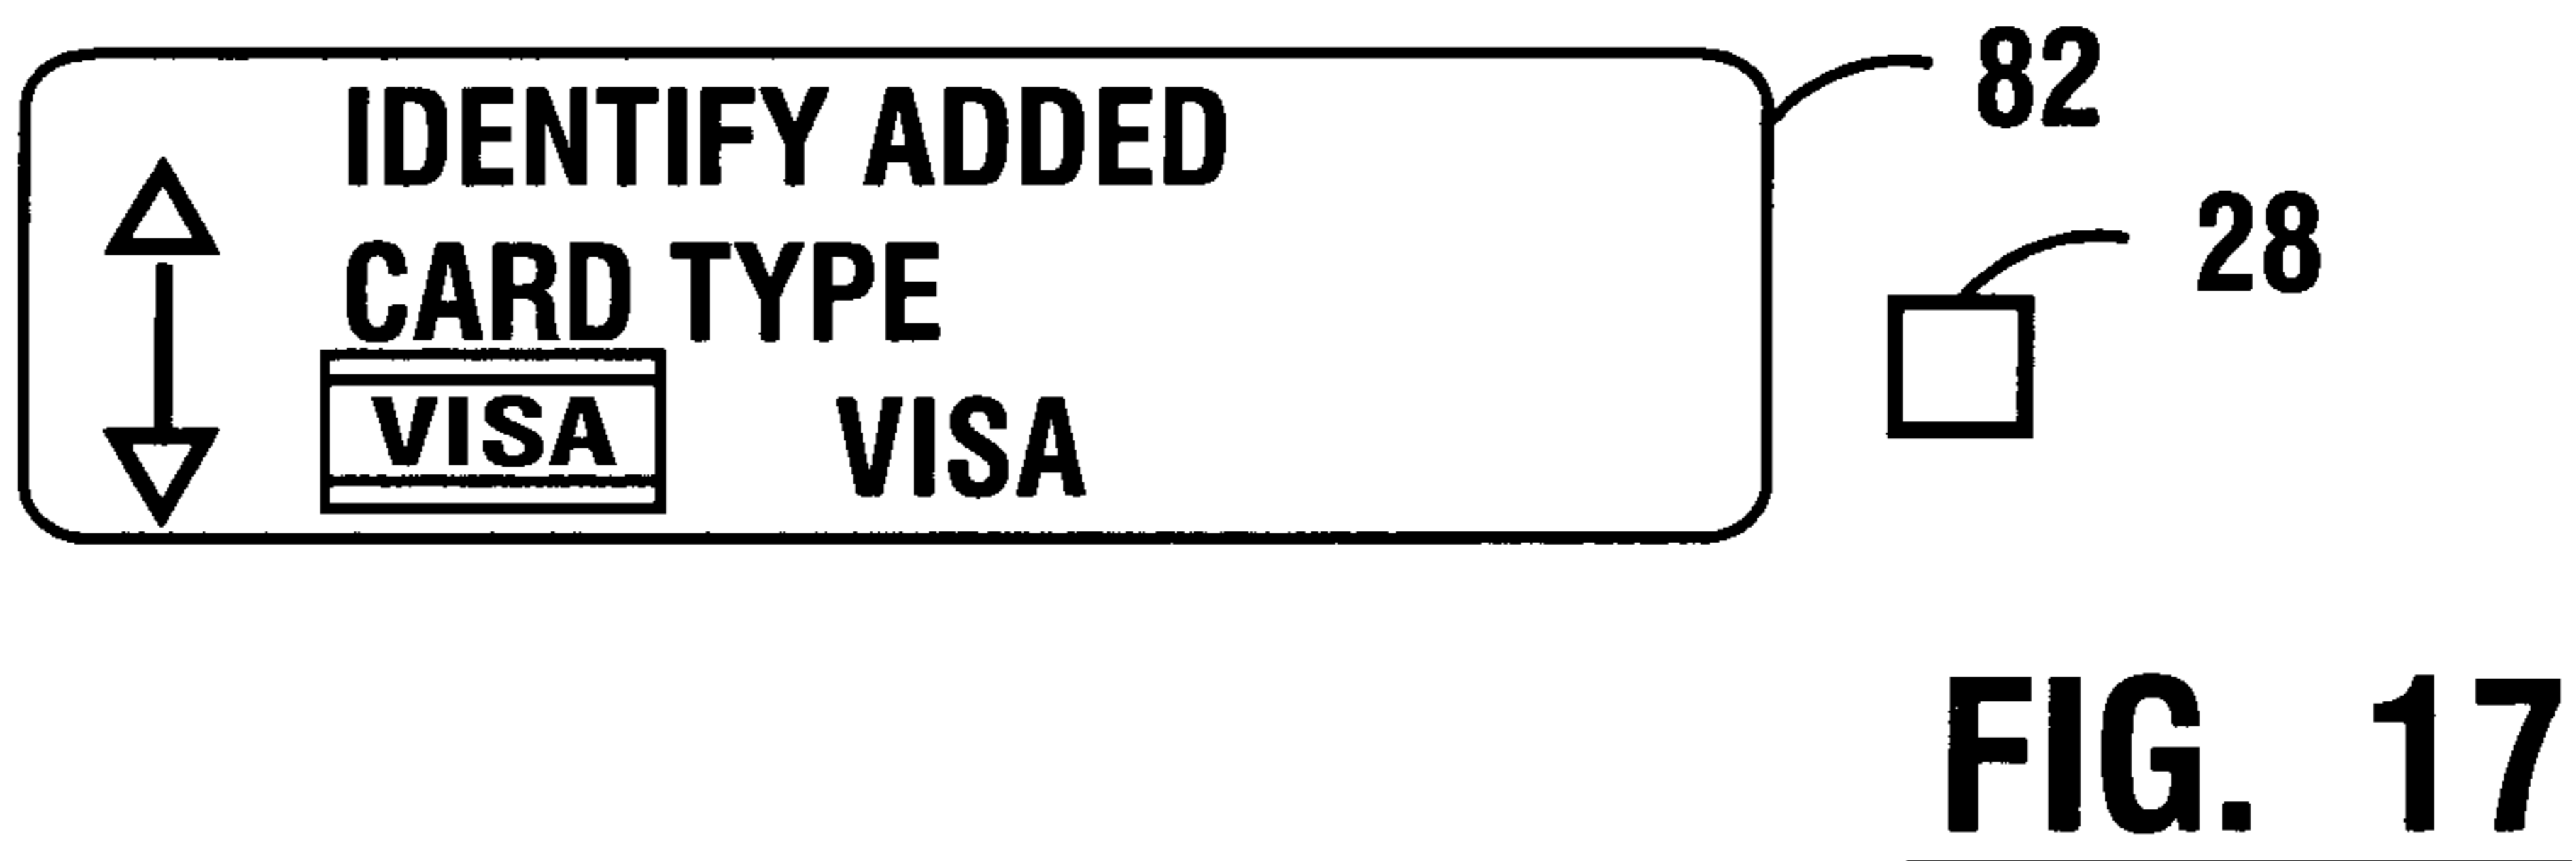 IDENTIFY ADDED
CARD TYPE
VISA VISA
82
28
FIG. 17